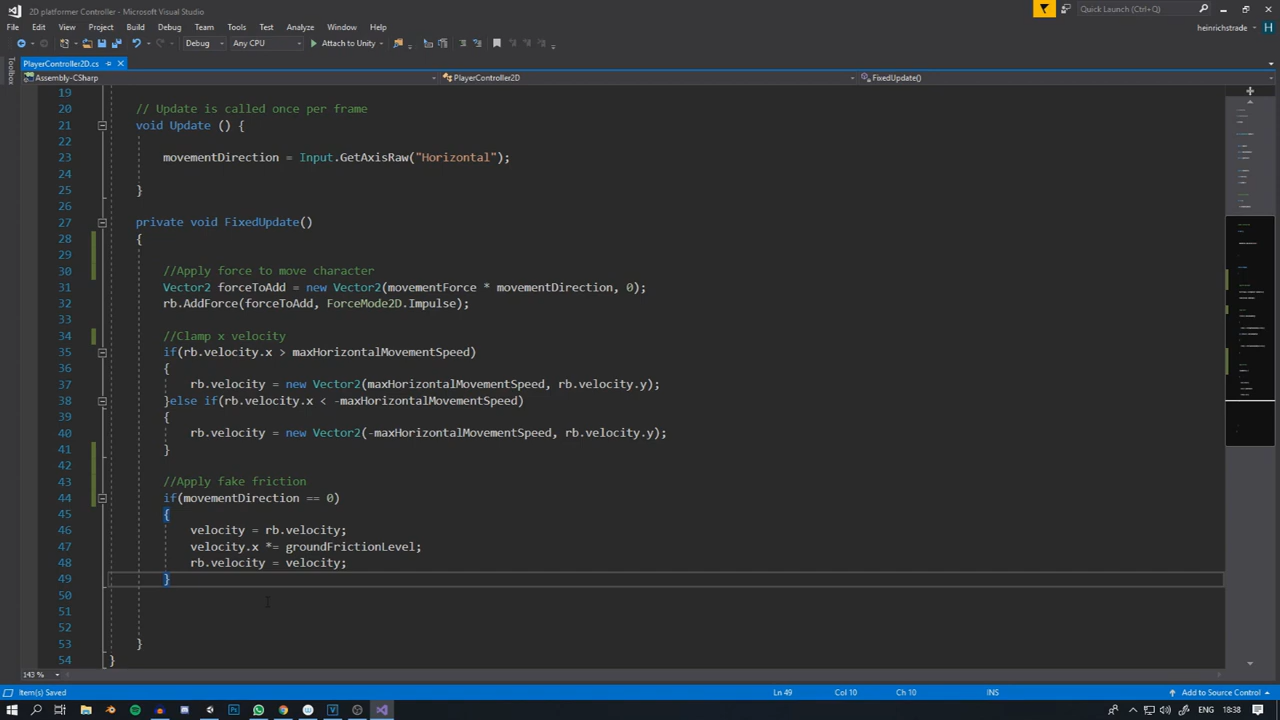 2D platformer Controller - Microsoft Visual Studio
Quick Launch (Ctrl+Q)
File Edit View Project Build Debug Team Tools Test Analyze Window Help
heinrichstrade H
Debug Any CPU Attach to Unity
Toolbox
PlayerController2D.cs
Assembly-CSharp PlayerController2D FixedUpdate()
19
20 // Update is called once per frame
21 void Update () {
22
23 movementDirection = Input.GetAxisRaw("Horizontal");
24
25 }
26
27 private void FixedUpdate()
28 {
29
30 //Apply force to move character
31 Vector2 forceToAdd = new Vector2(movementForce * movementDirection, 0);
32 rb.AddForce(forceToAdd, ForceMode2D.Impulse);
33
34 //Clamp x velocity
35 if(rb.velocity.x > maxHorizontalMovementSpeed)
36 {
37 rb.velocity = new Vector2(maxHorizontalMovementSpeed, rb.velocity.y);
38 }else if(rb.velocity.x < -maxHorizontalMovementSpeed)
39 {
40 rb.velocity = new Vector2(-maxHorizontalMovementSpeed, rb.velocity.y);
41 }
42
43 //Apply fake friction
44 if(movementDirection == 0)
45 {
46 velocity = rb.velocity;
47 velocity.x *= groundFrictionLevel;
48 rb.velocity = velocity;
49 }
50
51
52
53 }
54 }
143 %
Item(s) Saved Ln 49 Col 10 Ch 10 INS Add to Source Control
ENG 18:38